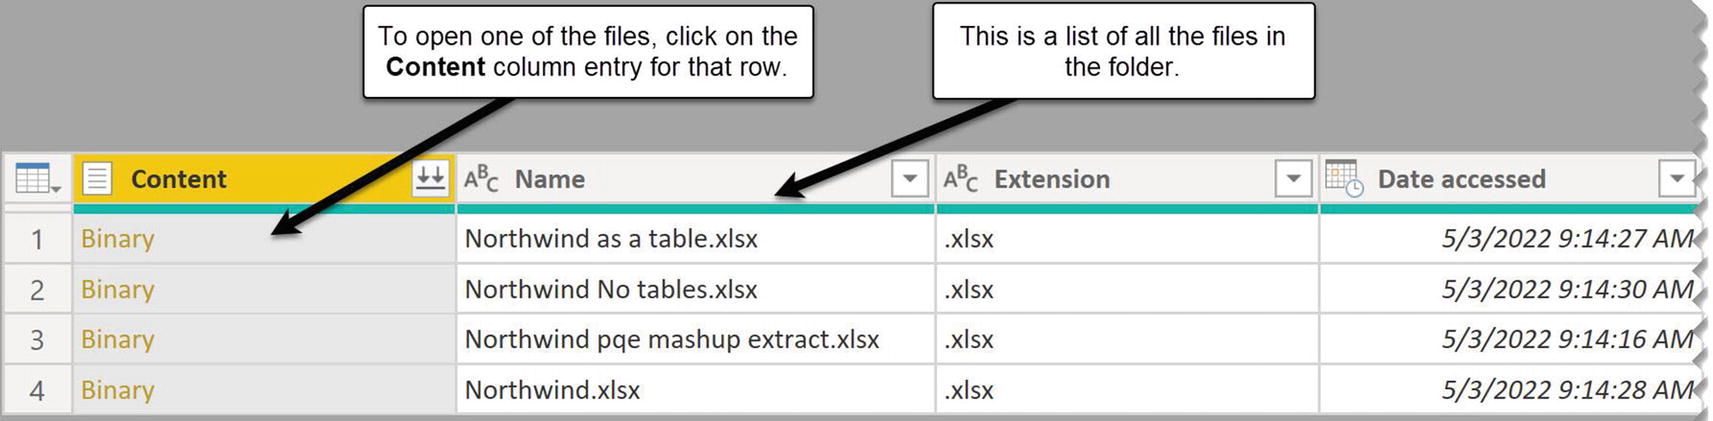 To open one of the files, click on the
Content column entry for that row.
This is a list of all the files in
the folder.
Content ABC Name ABC Extension Date accessed
1 Binary Northwind as a table.xlsx .xlsx 5/3/2022 9:14:27 AM
2 Binary Northwind No tables.xlsx .xlsx 5/3/2022 9:14:30 AM
3 Binary Northwind pqe mashup extract.xlsx .xlsx 5/3/2022 9:14:16 AM
4 Binary Northwind.xlsx .xlsx 5/3/2022 9:14:28 AM